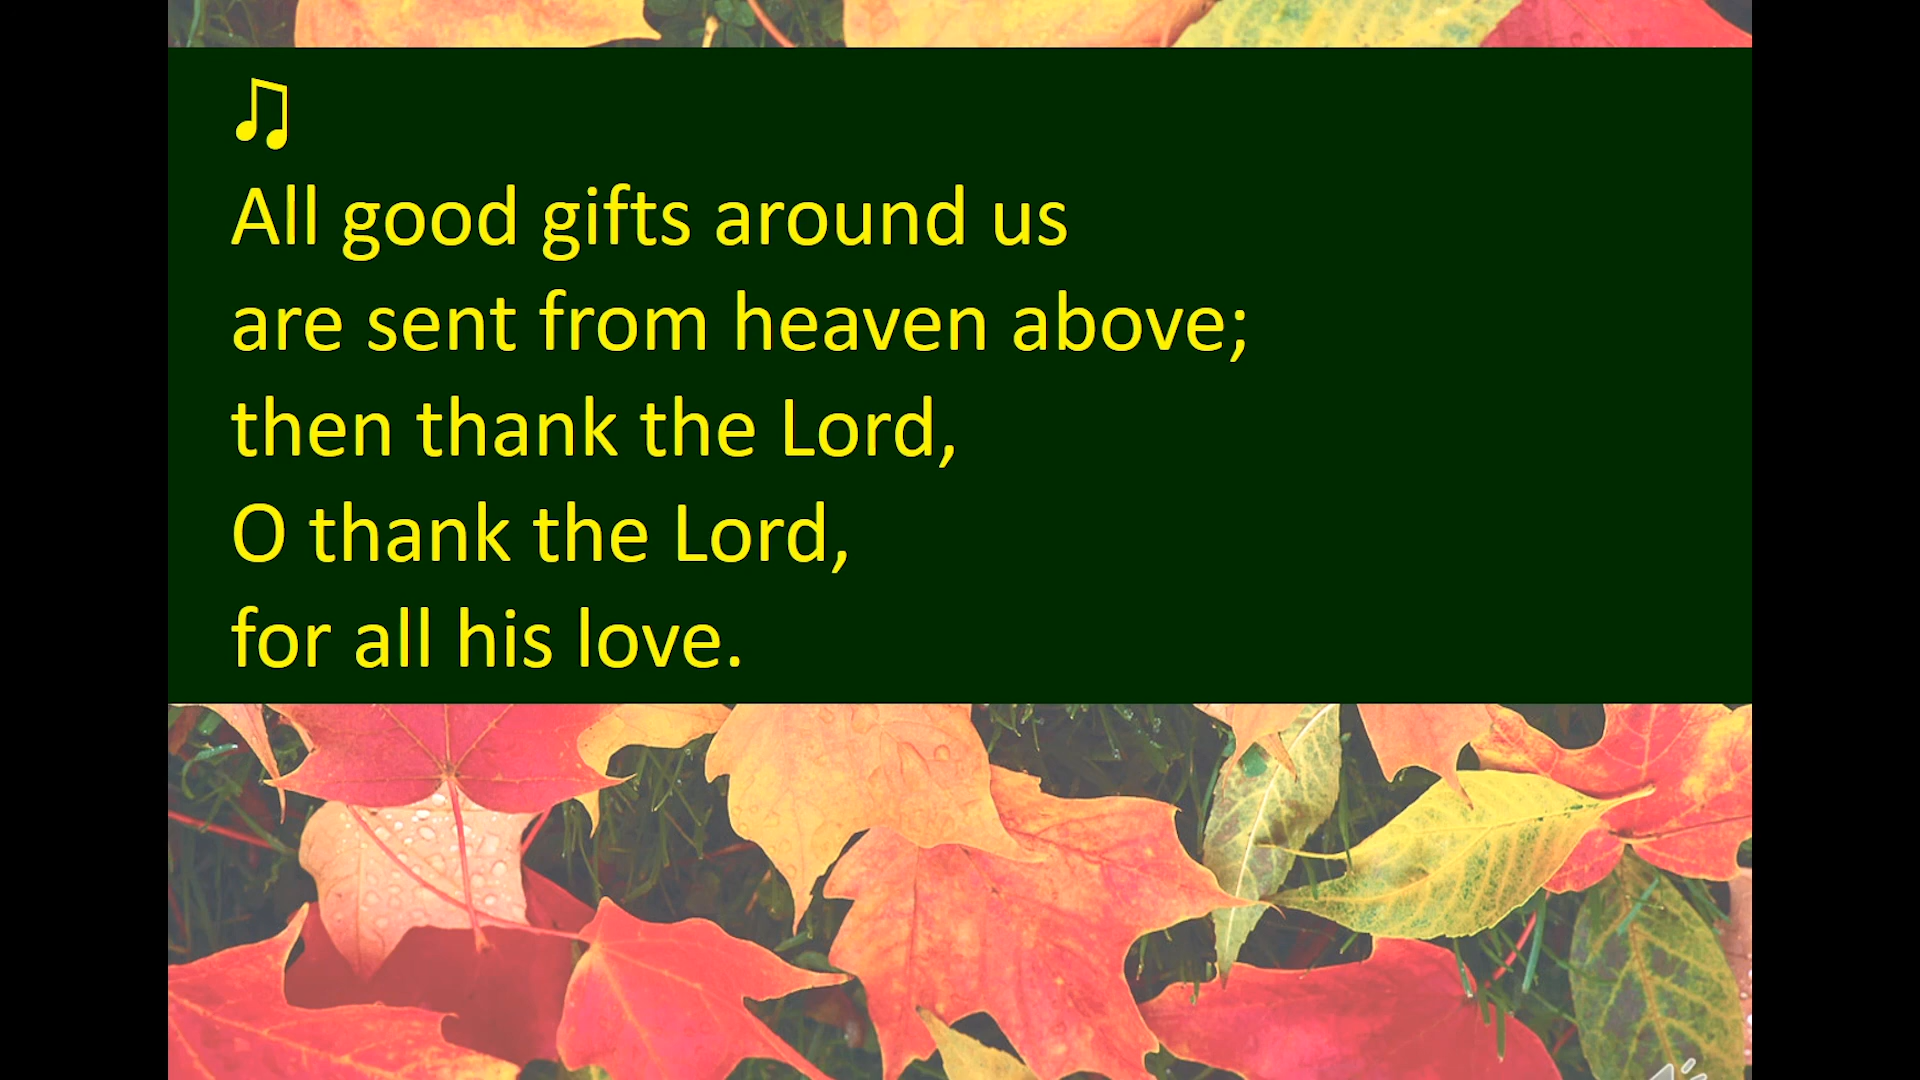 ♫
All good gifts around us
are sent from heaven above;
then thank the Lord,
O thank the Lord,
for all his love.